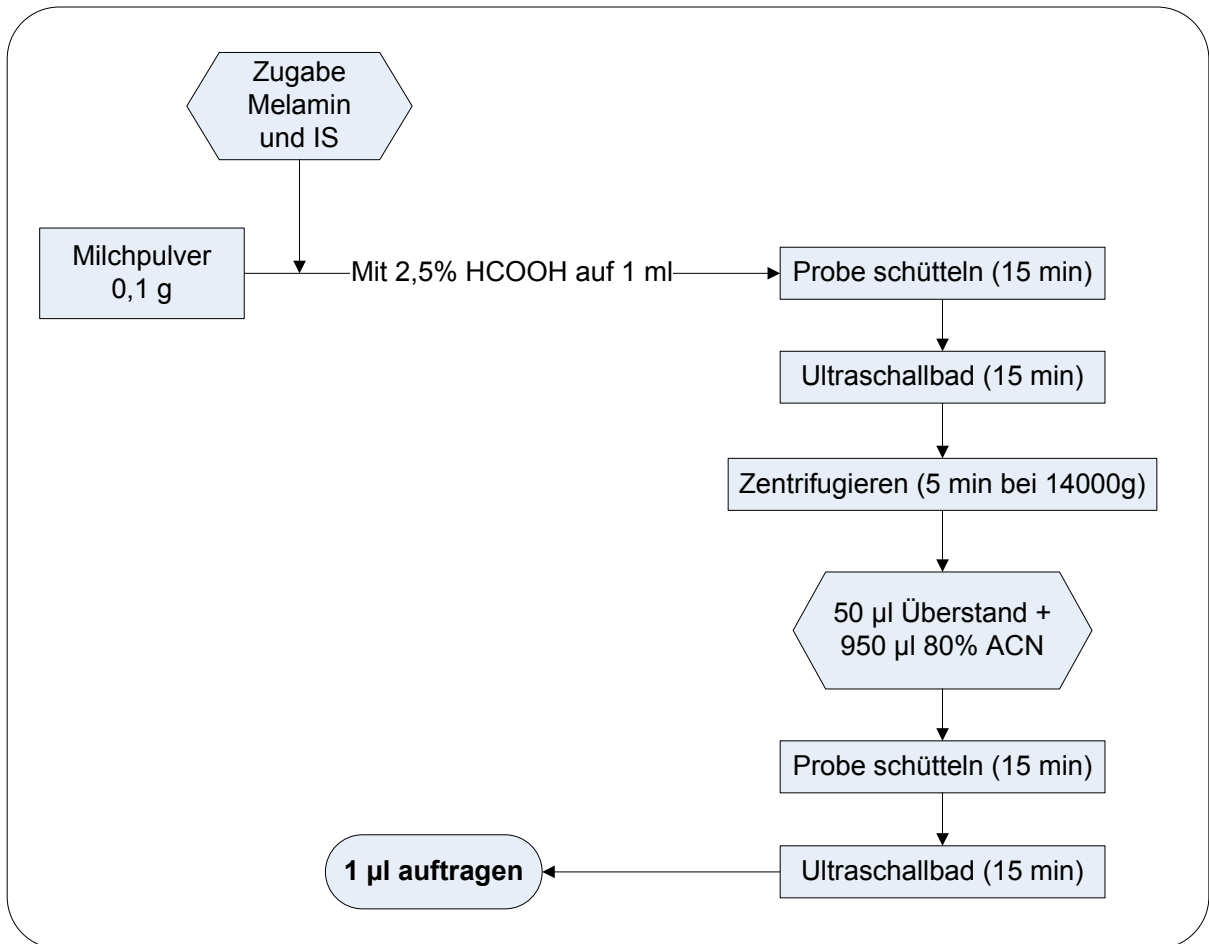 Zugabe
Melamin
und IS
Milchpulver
0,1 g
Mit 2,5% HCOOH auf 1 ml
Probe schütteln (15 min)
Ultraschallbad (15 min)
Zentrifugieren (5 min bei 14000g)
50 µl Überstand +
950 µl 80% ACN
Probe schütteln (15 min)
Ultraschallbad (15 min)
1 µl auftragen